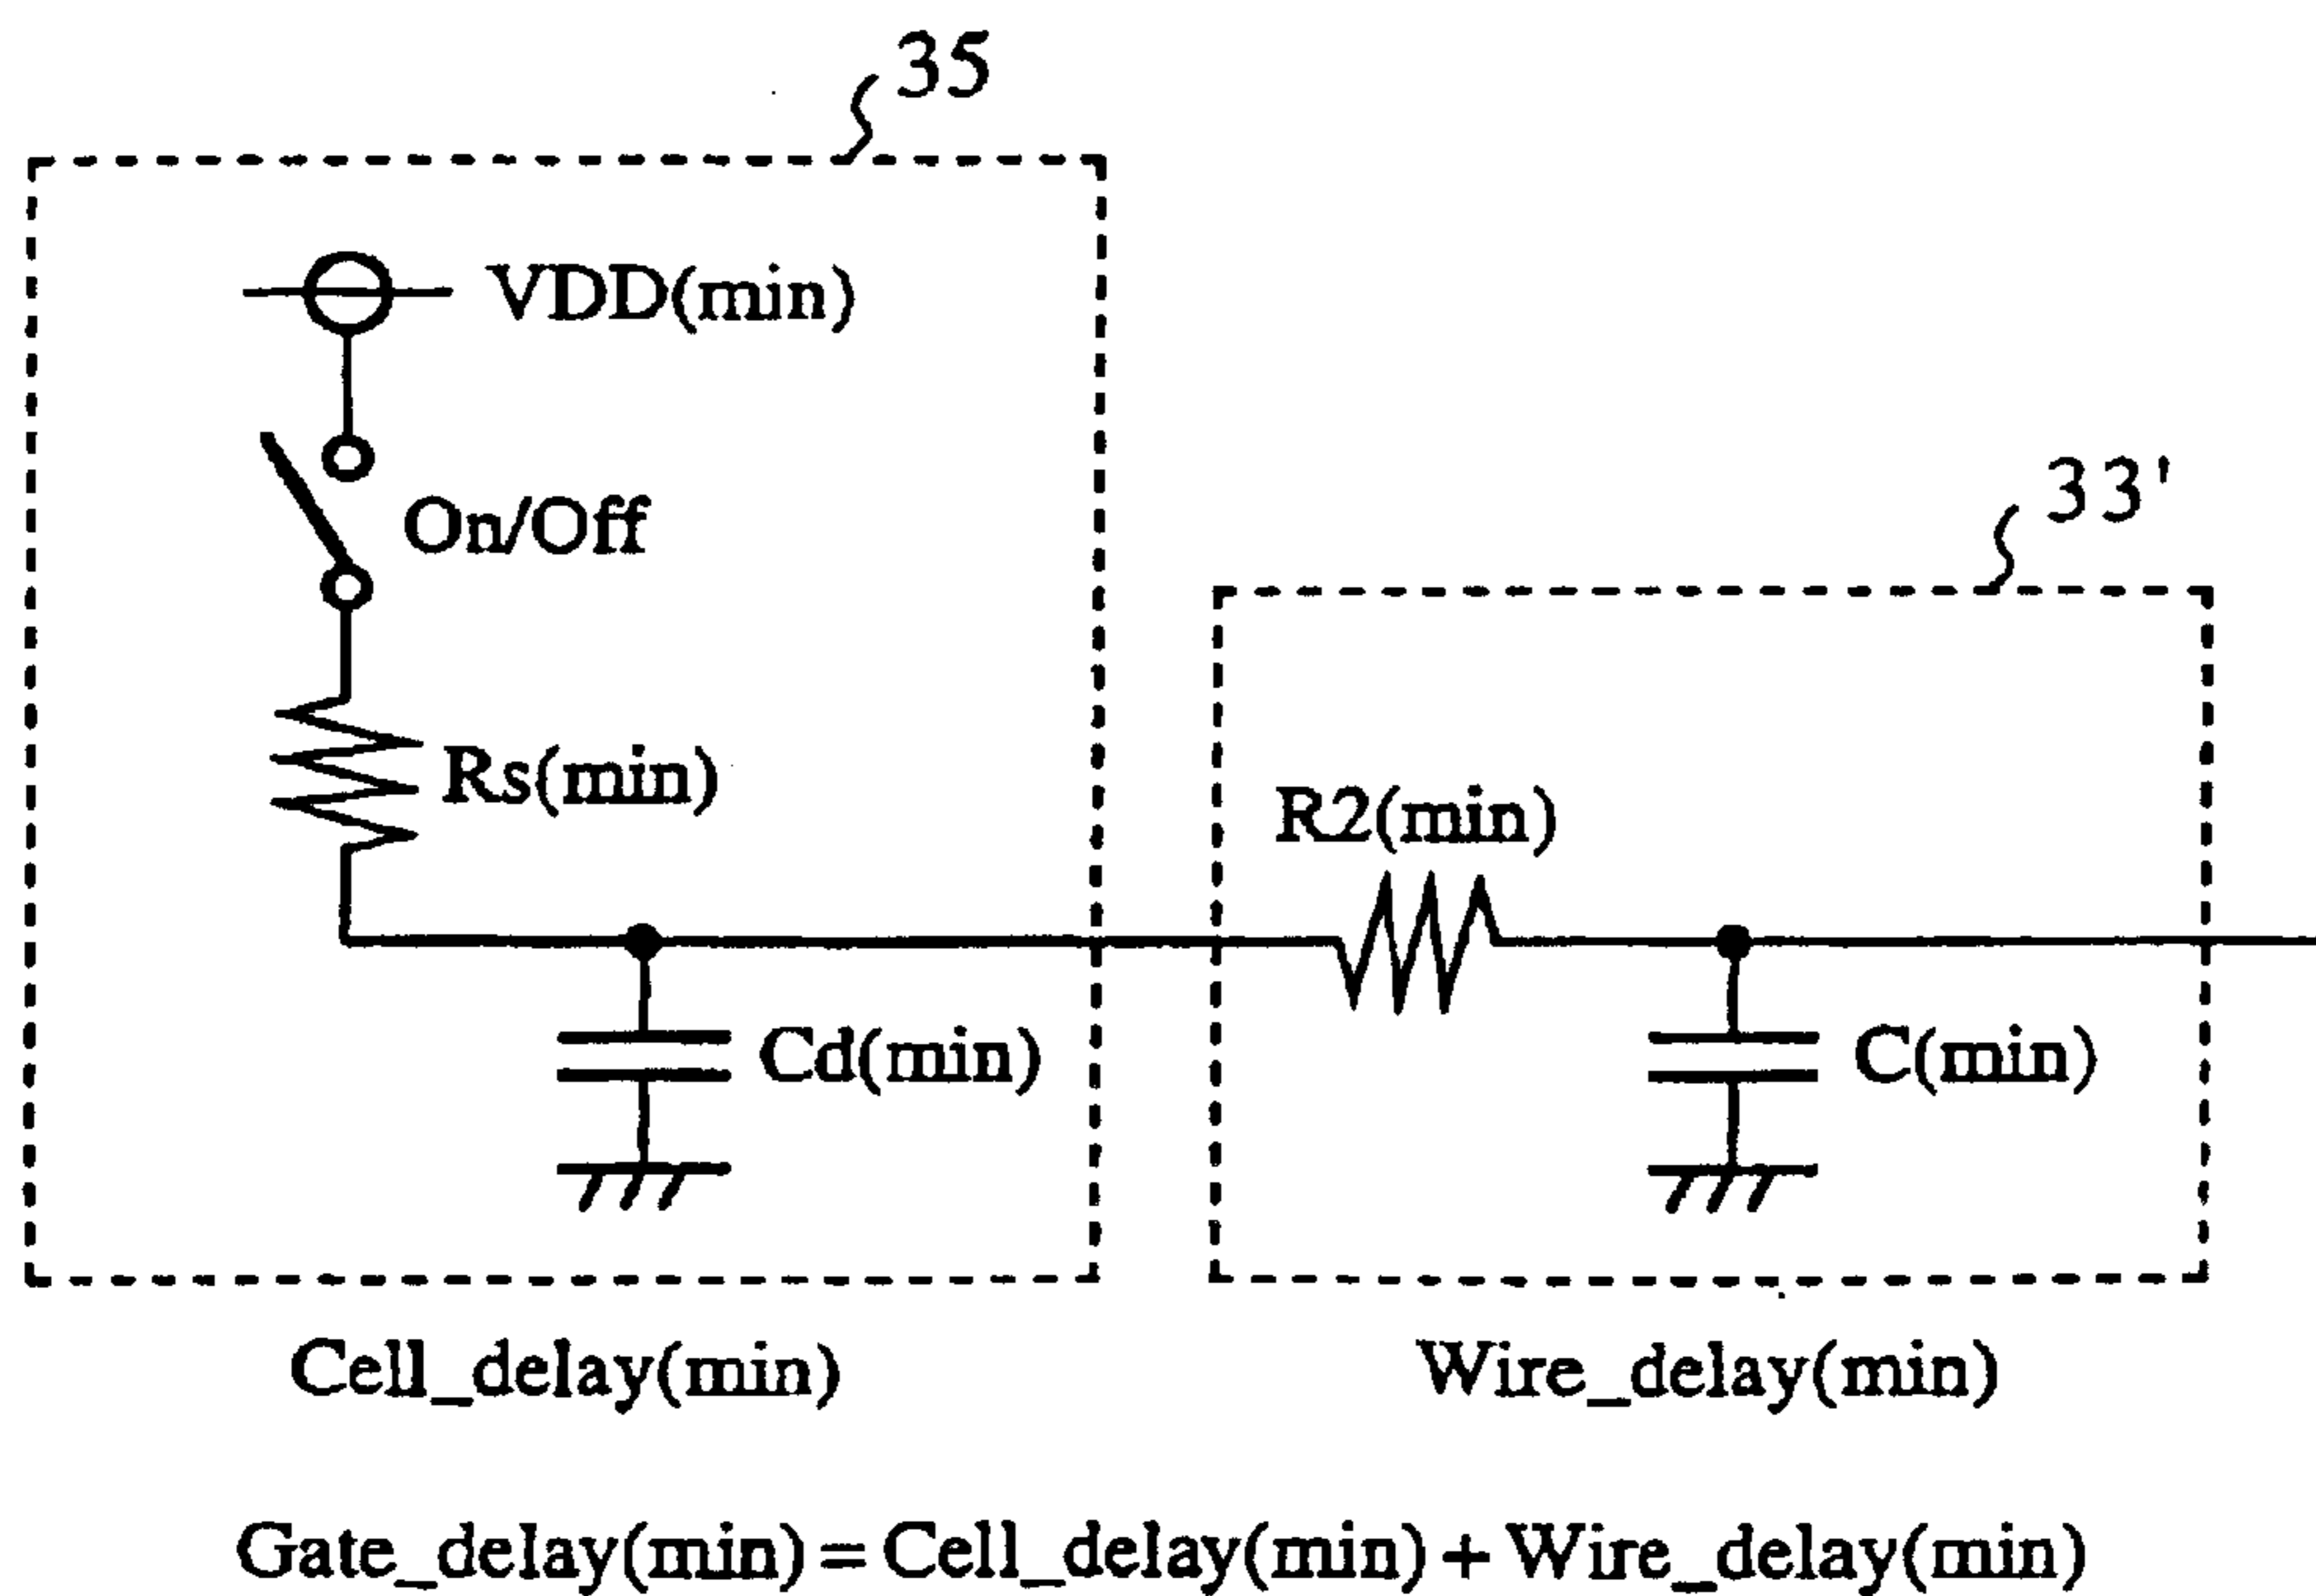 35
VDD(min)
On/Off
33'
Rs(min)
R2(min)
Cd(min)
C(min)
Cell_delay(min)
Wire_delay(min)
Gate_delay(min)=Cell_delay(min)+Wire_delay(min)